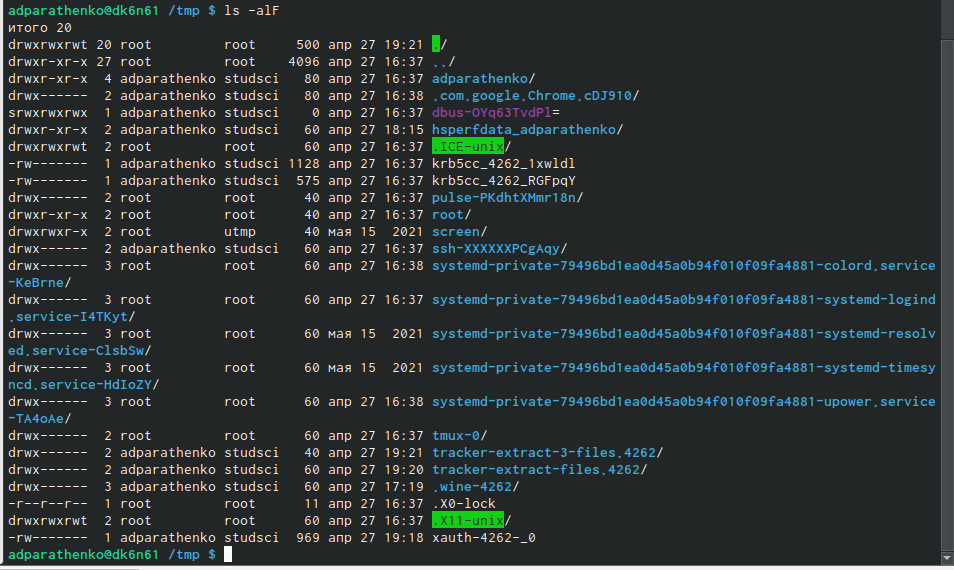 adparathenko@dk6n61 /tmp $ ls -alF
итого 20
drwxrwxrwt 20 root         root     500 апр 27 19:21 ./
drwxr-xr-x 27 root         root    4096 апр 27 16:37 ../
drwxr-xr-x  4 adparathenko studsci   80 апр 27 16:37 adparathenko/
drwx------  2 adparathenko studsci   80 апр 27 16:38 .com.google.Chrome.cDJ910/
srwxrwxrwx  1 adparathenko studsci    0 апр 27 16:37 dbus-OYq63TvdPl=
drwxr-xr-x  2 adparathenko studsci   60 апр 27 18:15 hsperfdata_adparathenko/
drwxrwxrwt  2 root         root      60 апр 27 16:37 .ICE-unix/
-rw-------  1 adparathenko studsci 1128 апр 27 16:37 krb5cc_4262_1xwldl
-rw-------  1 adparathenko studsci  575 апр 27 16:37 krb5cc_4262_RGFpqY
drwx------  2 root         root      40 апр 27 16:37 pulse-PKdhtXMmr18n/
drwxr-xr-x  2 root         root      40 апр 27 16:37 root/
drwxrwxr-x  2 root         utmp      40 мая 15  2021 screen/
drwx------  2 adparathenko studsci   60 апр 27 16:37 ssh-XXXXXXPCgAqy/
drwx------  3 root         root      60 апр 27 16:38 systemd-private-79496bd1ea0d45a0b94f010f09fa4881-colord.service
-KeBrne/
drwx------  3 root         root      60 апр 27 16:37 systemd-private-79496bd1ea0d45a0b94f010f09fa4881-systemd-logind
.service-I4TKyt/
drwx------  3 root         root      60 мая 15  2021 systemd-private-79496bd1ea0d45a0b94f010f09fa4881-systemd-resolv
ed.service-ClsbSw/
drwx------  3 root         root      60 мая 15  2021 systemd-private-79496bd1ea0d45a0b94f010f09fa4881-systemd-timesy
ncd.service-HdIoZY/
drwx------  3 root         root      60 апр 27 16:38 systemd-private-79496bd1ea0d45a0b94f010f09fa4881-upower.service
-TA4oAe/
drwx------  2 root         root      60 апр 27 16:37 tmux-0/
drwx------  2 adparathenko studsci   40 апр 27 19:21 tracker-extract-3-files.4262/
drwx------  2 adparathenko studsci   60 апр 27 19:20 tracker-extract-files.4262/
drwx------  3 adparathenko studsci   60 апр 27 17:19 .wine-4262/
-r--r--r--  1 root         root      11 апр 27 16:37 .X0-lock
drwxrwxrwt  2 root         root      60 апр 27 16:37 .X11-unix/
-rw-------  1 adparathenko studsci  969 апр 27 19:18 xauth-4262-_0
adparathenko@dk6n61 /tmp $